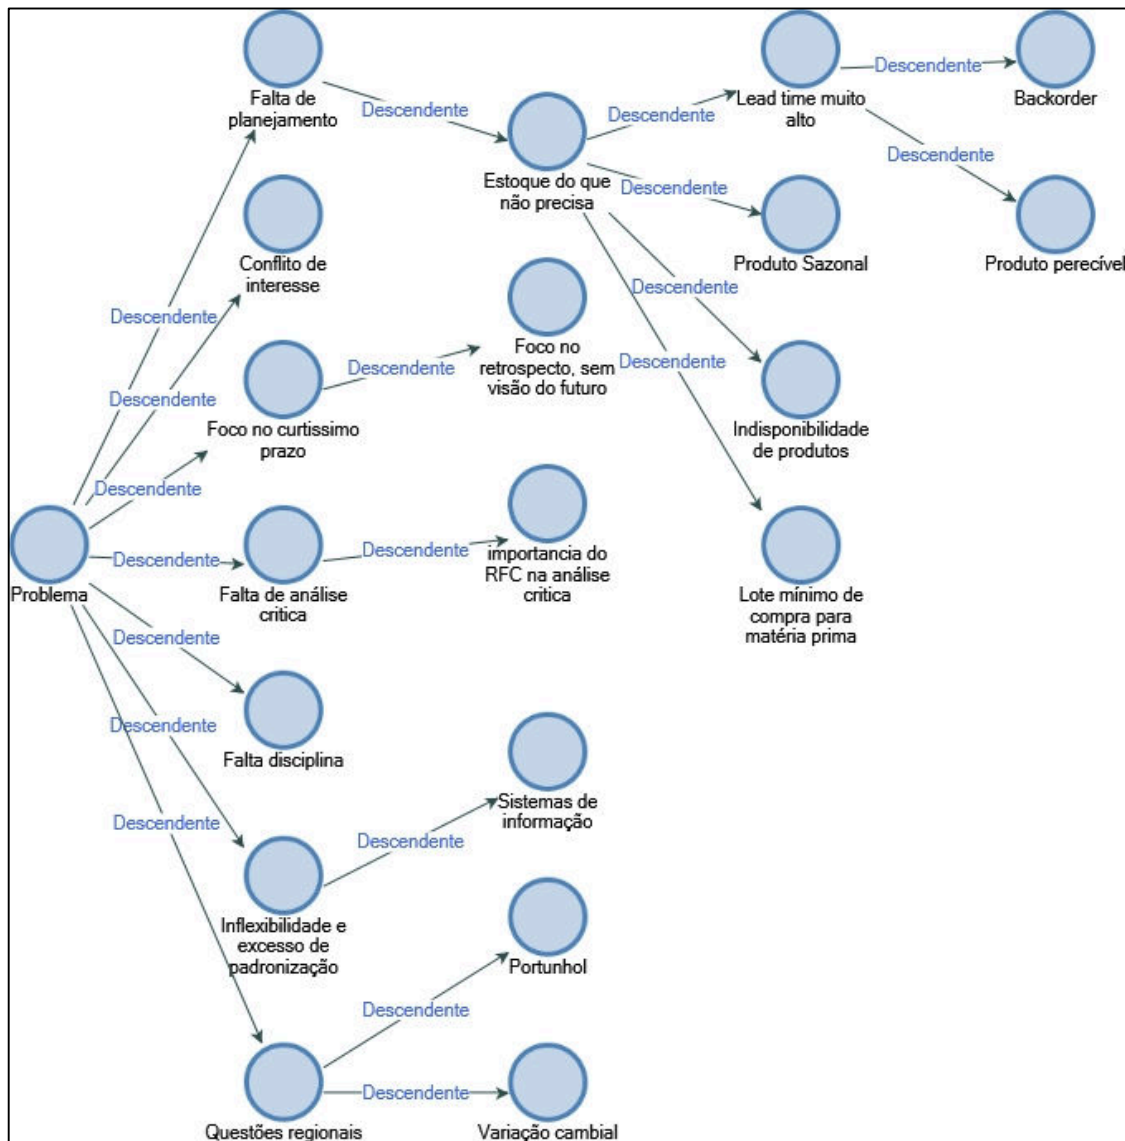 Falta de
planejamento
Descendente
Estoque do que
não precisa
Descendente
Lead time muito
alto
Descendente
Backorder
Descendente
Produto perecível
Descendente
Produto Sazonal
Descendente
Indisponibilidade
de produtos
Descendente
Lote mínimo de
compra para
matéria prima
Descendente
Conflito de
interesse
Descendente
Foco no curtissimo
prazo
Descendente
Foco no
retrospecto, sem
visão do futuro
Descendente
Problema
Descendente
Falta de análise
critica
Descendente
importancia do
RFC na análise
critica
Descendente
Falta disciplina
Descendente
Inflexibilidade e
excesso de
padronização
Descendente
Sistemas de
informação
Descendente
Questões regionais
Descendente
Portunhol
Descendente
Variação cambial
Descendente